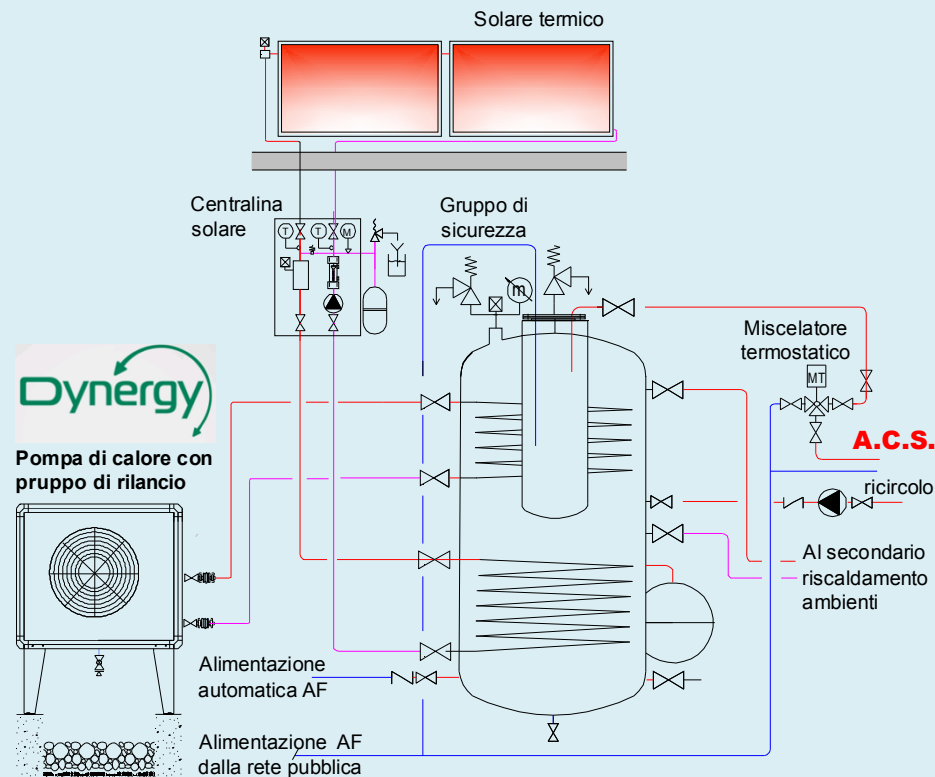 Solare termico
Centralina
solare
Gruppo di
sicurezza
T
T
M
m
Miscelatore
termostatico
MT
Dynergy
A.C.S.
Pompa di calore con
pruppo di rilancio
ricircolo
Al secondario
riscaldamento
ambienti
Alimentazione
automatica AF
Alimentazione AF
dalla rete pubblica